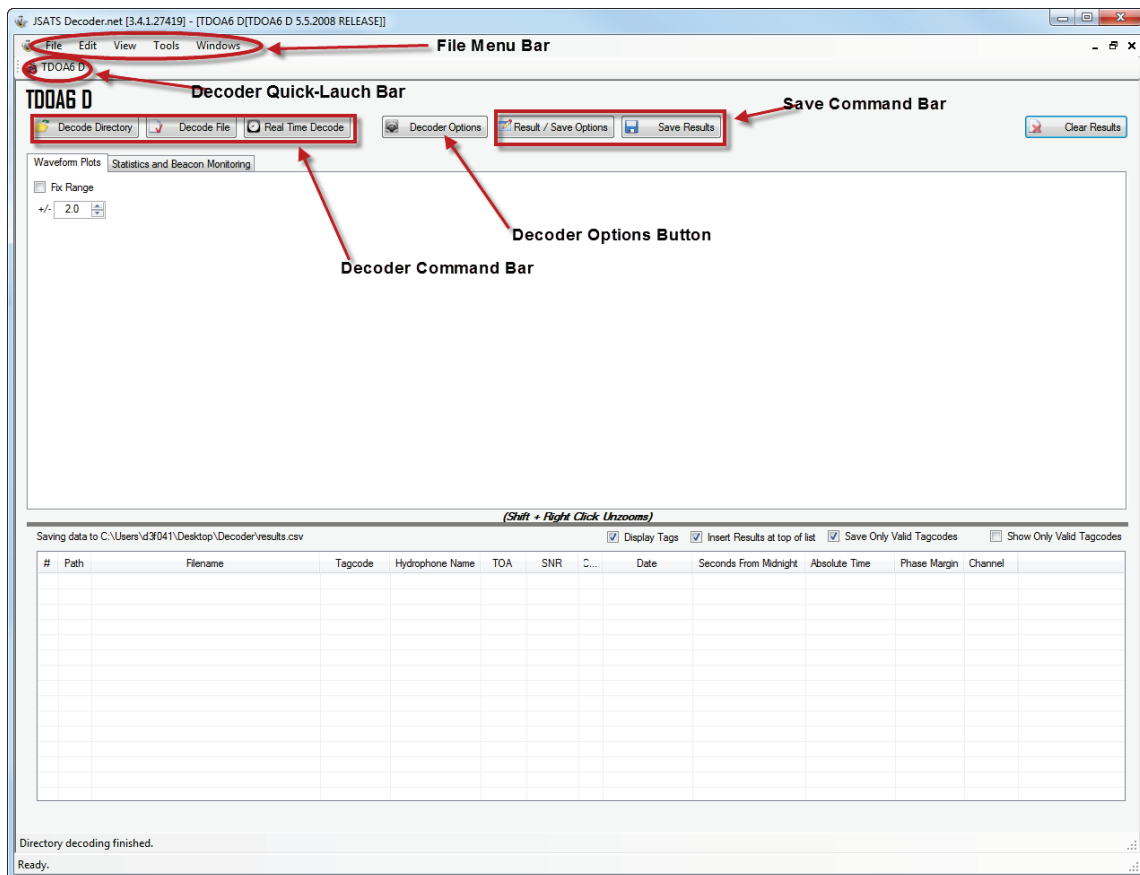 JSATS Decoder.net [3.4.1.27419] - [TDOA6 D[TDOA6 D 5.5.2008 RELEASE]]
File Edit View Tools Windows
File Menu Bar
TDOA6 D
Decoder Quick-Lauch Bar
TDOA6 D
Save Command Bar
Decode Directory Decode File Real Time Decode Decoder Options Result / Save Options Save Results Clear Results
Waveform Plots Statistics and Beacon Monitoring
Fix Range
+/- 2.0
Decoder Options Button
Decoder Command Bar
(Shift + Right Click Unzooms)
Saving data to C:\Users\d3f041\Desktop\Decoder\results.csv Display Tags Insert Results at top of list Save Only Valid Tagcodes Show Only Valid Tagcodes
# Path Filename Tagcode Hydrophone Name TOA SNR C... Date Seconds From Midnight Absolute Time Phase Margin Channel
Directory decoding finished.
Ready.